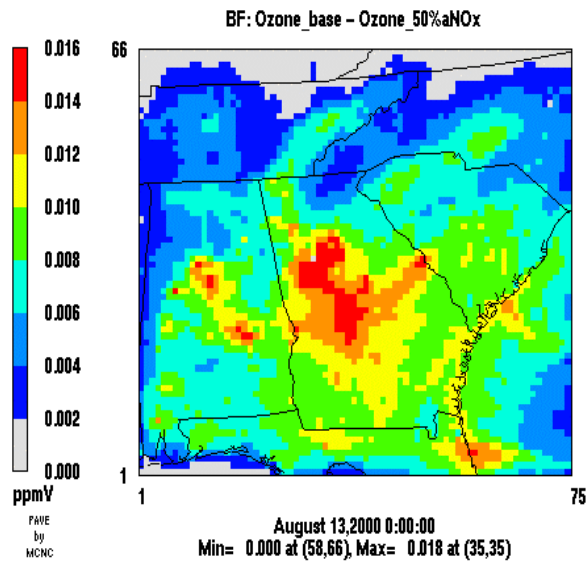 BF: Ozone_base – Ozone_50%aNOx
0.016
0.014
0.012
0.010
0.008
0.006
0.004
0.002
0.000
ppmV
PAVE
by
MCNC
66
1
1
75
August 13,2000 0:00:00
Min= 0.000 at (58,66), Max= 0.018 at (35,35)